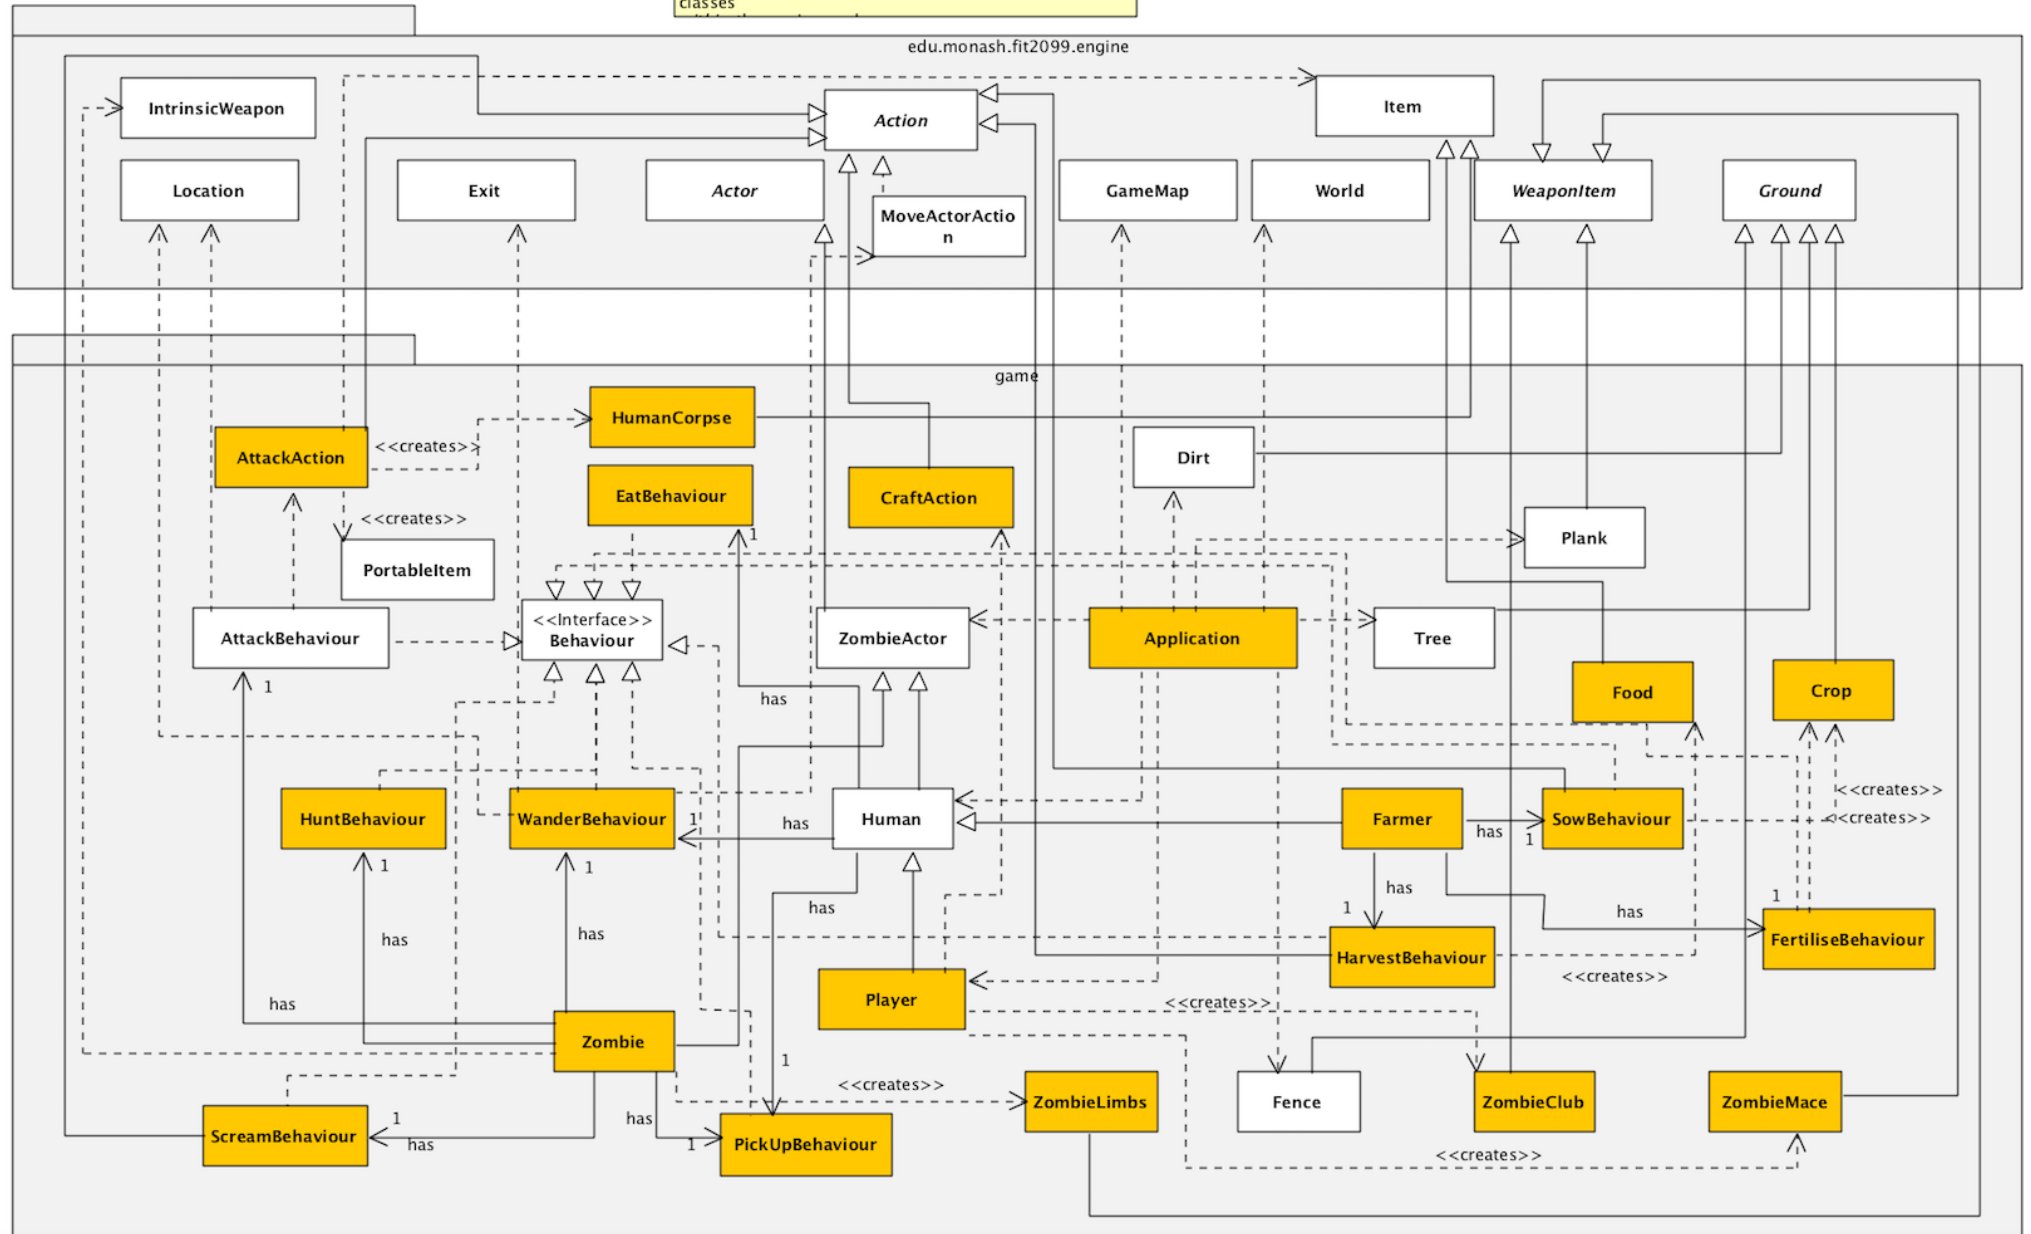 classes
edu.monash.fit2099.engine
IntrinsicWeapon
Action
Item
Location
Exit
Actor
MoveActorActio
n
GameMap
World
WeaponItem
Ground
game
HumanCorpse
AttackAction
<<creates>>
EatBehaviour
CraftAction
Dirt
<<creates>>
1
Plank
PortableItem
AttackBehaviour
<<Interface>>
Behaviour
ZombieActor
Application
Tree
1
has
Food
Crop
<<creates>>
HuntBehaviour
WanderBehaviour
1
has
Human
Farmer
has
1
SowBehaviour
<<creates>>
1
1
has
has
1
has
1
has
has
FertiliseBehaviour
HarvestBehaviour
<<creates>>
has
Player
<<creates>>
Zombie
1
<<creates>>
ZombieLimbs
Fence
ZombieClub
ZombieMace
ScreamBehaviour
1
has
has
1
PickUpBehaviour
<<creates>>